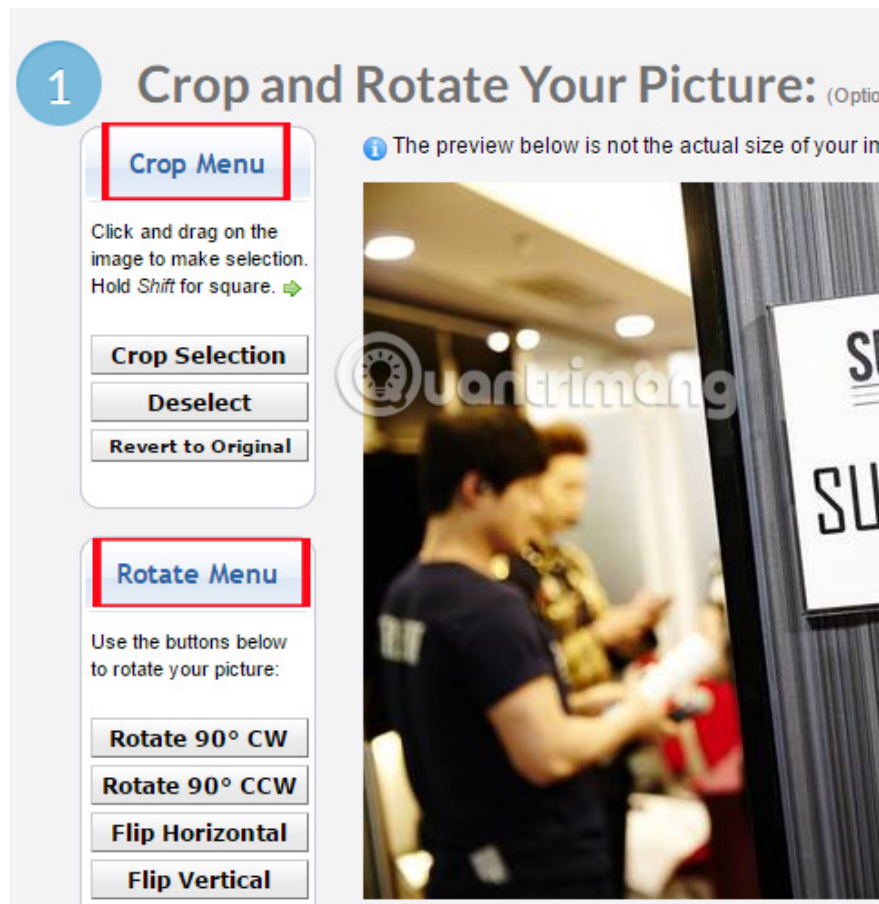 1
Crop and Rotate Your Picture:
Crop Menu
The preview below is not the actual size of your
Click and drag on the
image to make selection.
Hold Shift for square.
Crop Selection
Deselect
Revert to Original
Quantrimang
Rotate Menu
Use the buttons below
to rotate your picture:
Rotate 90° CW
Rotate 90° CCW
Flip Horizontal
Flip Vertical